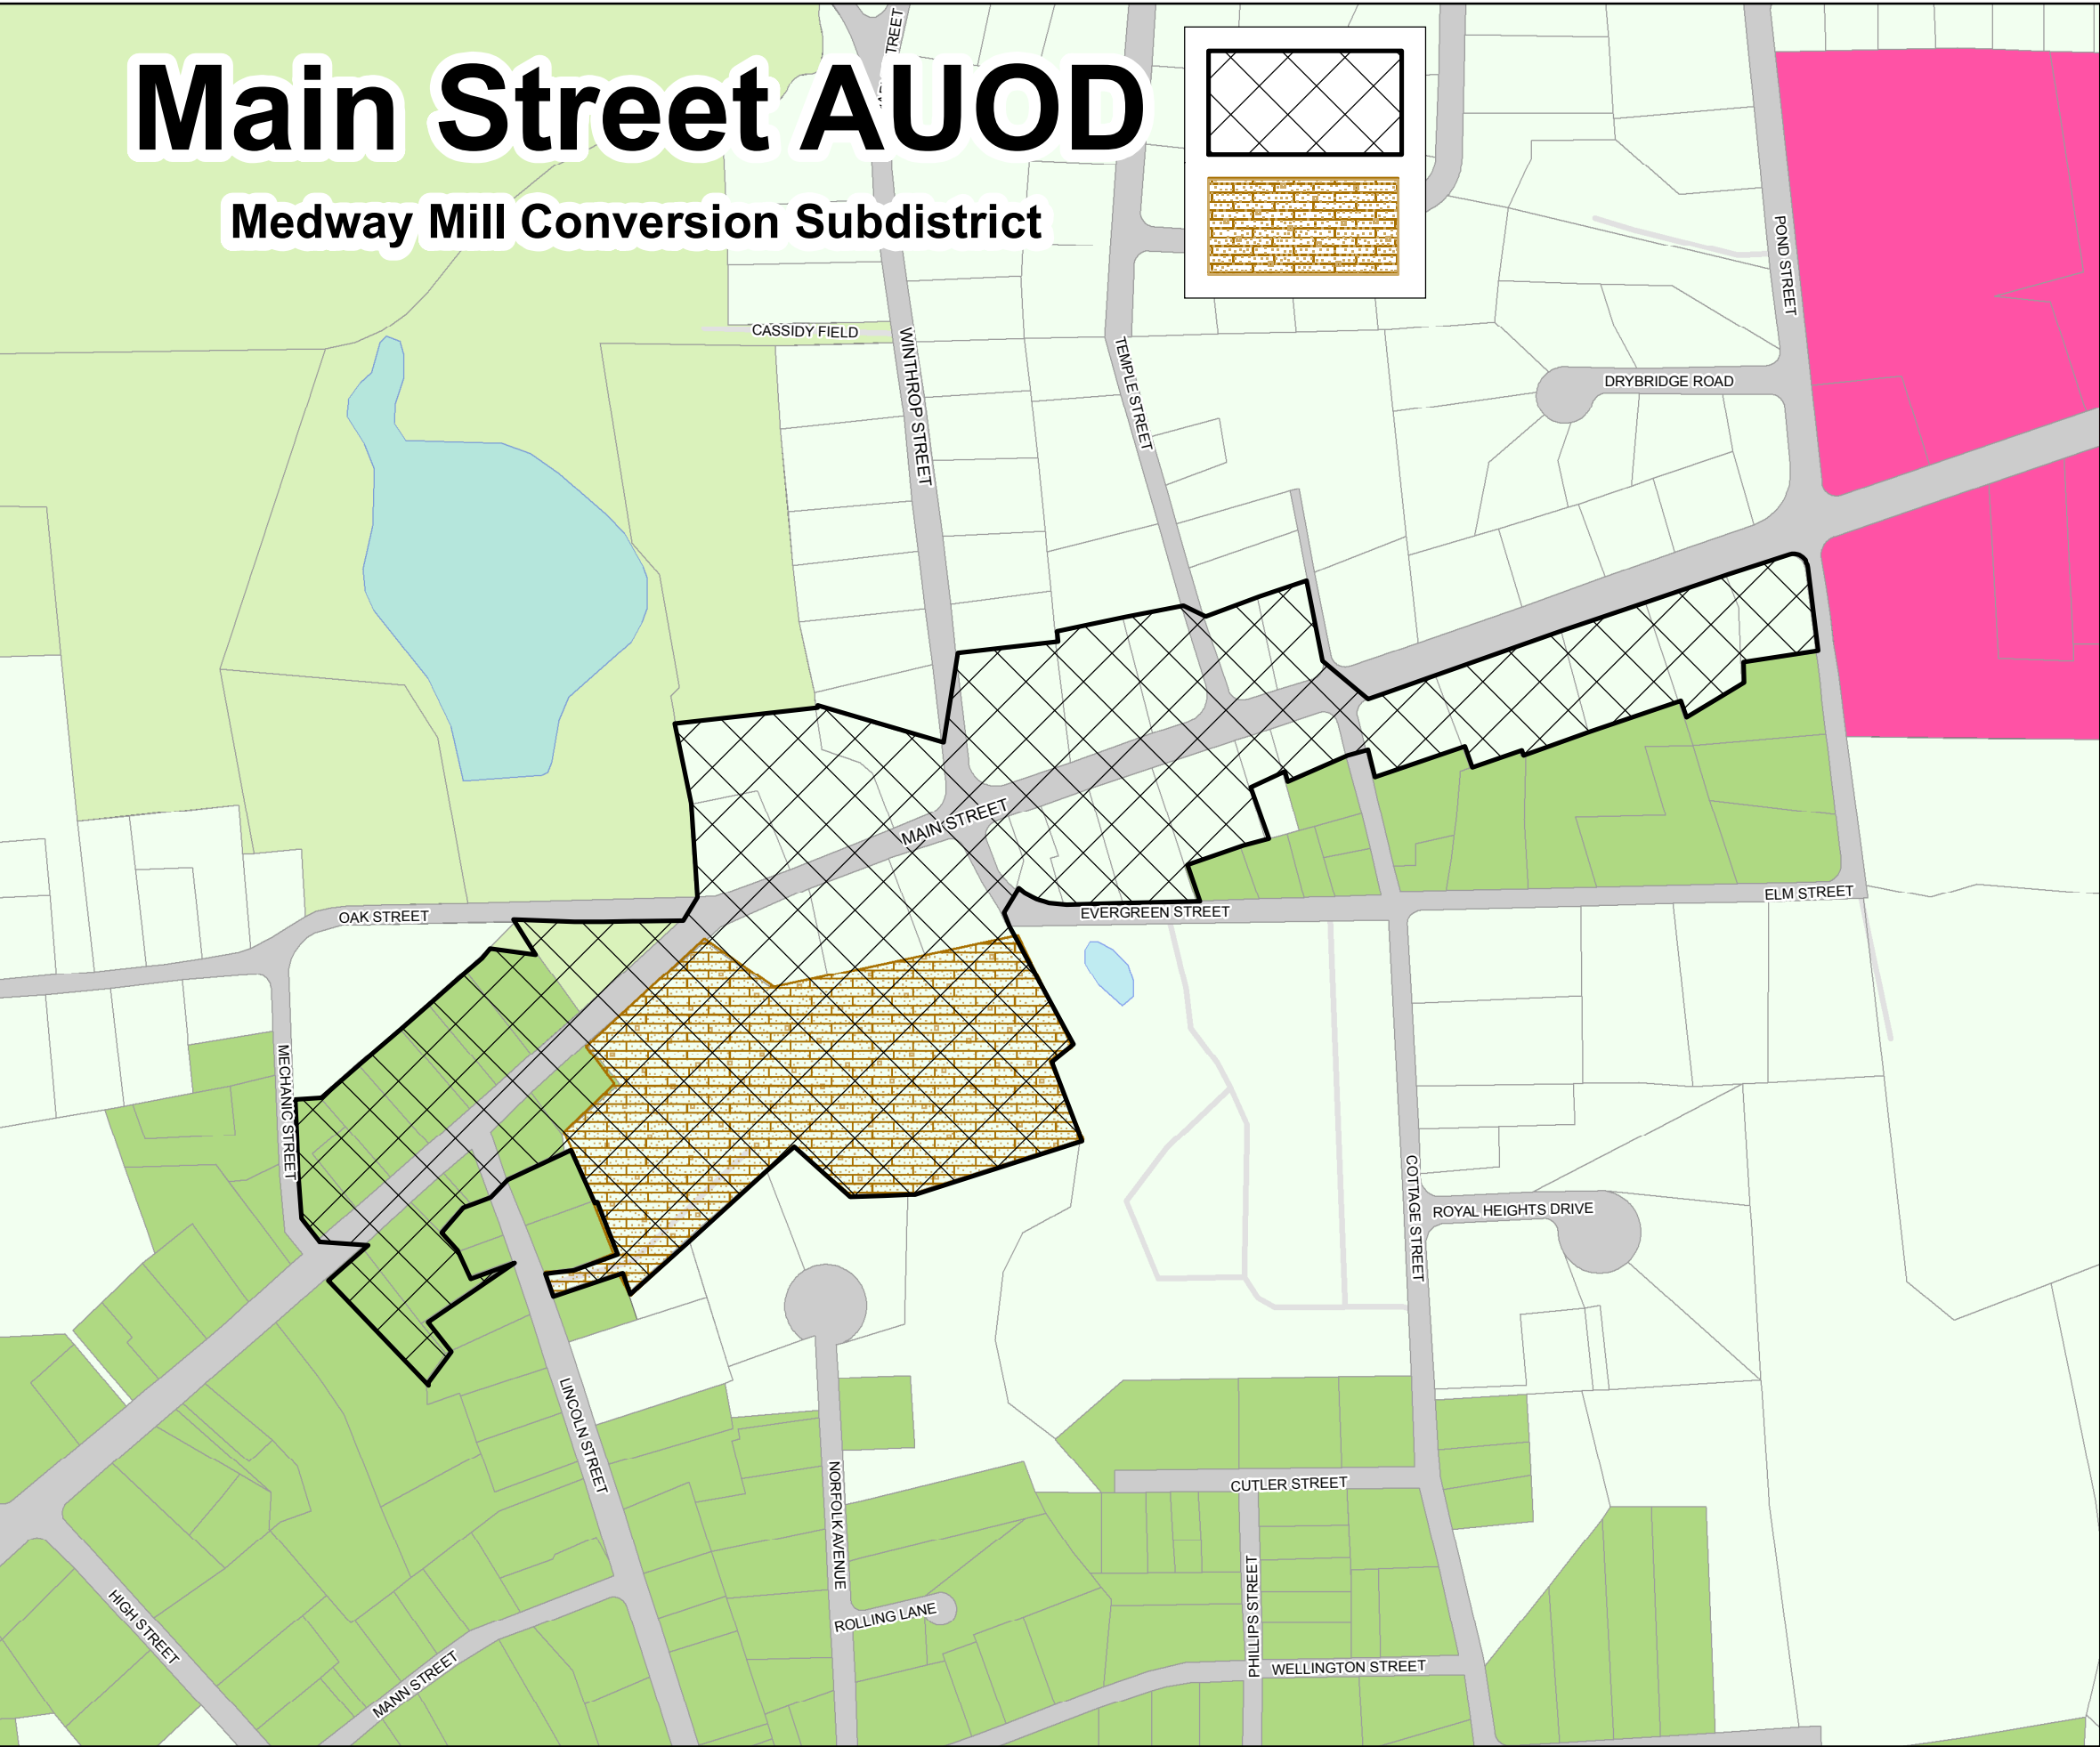 Main Street AUOD
Medway Mill Conversion Subdistrict
POND STREET
CASSIDY FIELD
WINTHROP STREET
TEMPLE STREET
DRYBRIDGE ROAD
MAIN STREET
OAK STREET
EVERGREEN STREET
ELM STREET
MECHANIC STREET
COTTAGE STREET
ROYAL HEIGHTS DRIVE
LINCOLN STREET
NORFOLK AVENUE
CUTLER STREET
PHILLIPS STREET
ROLLING LANE
HIGH STREET
MANN STREET
WELLINGTON STREET